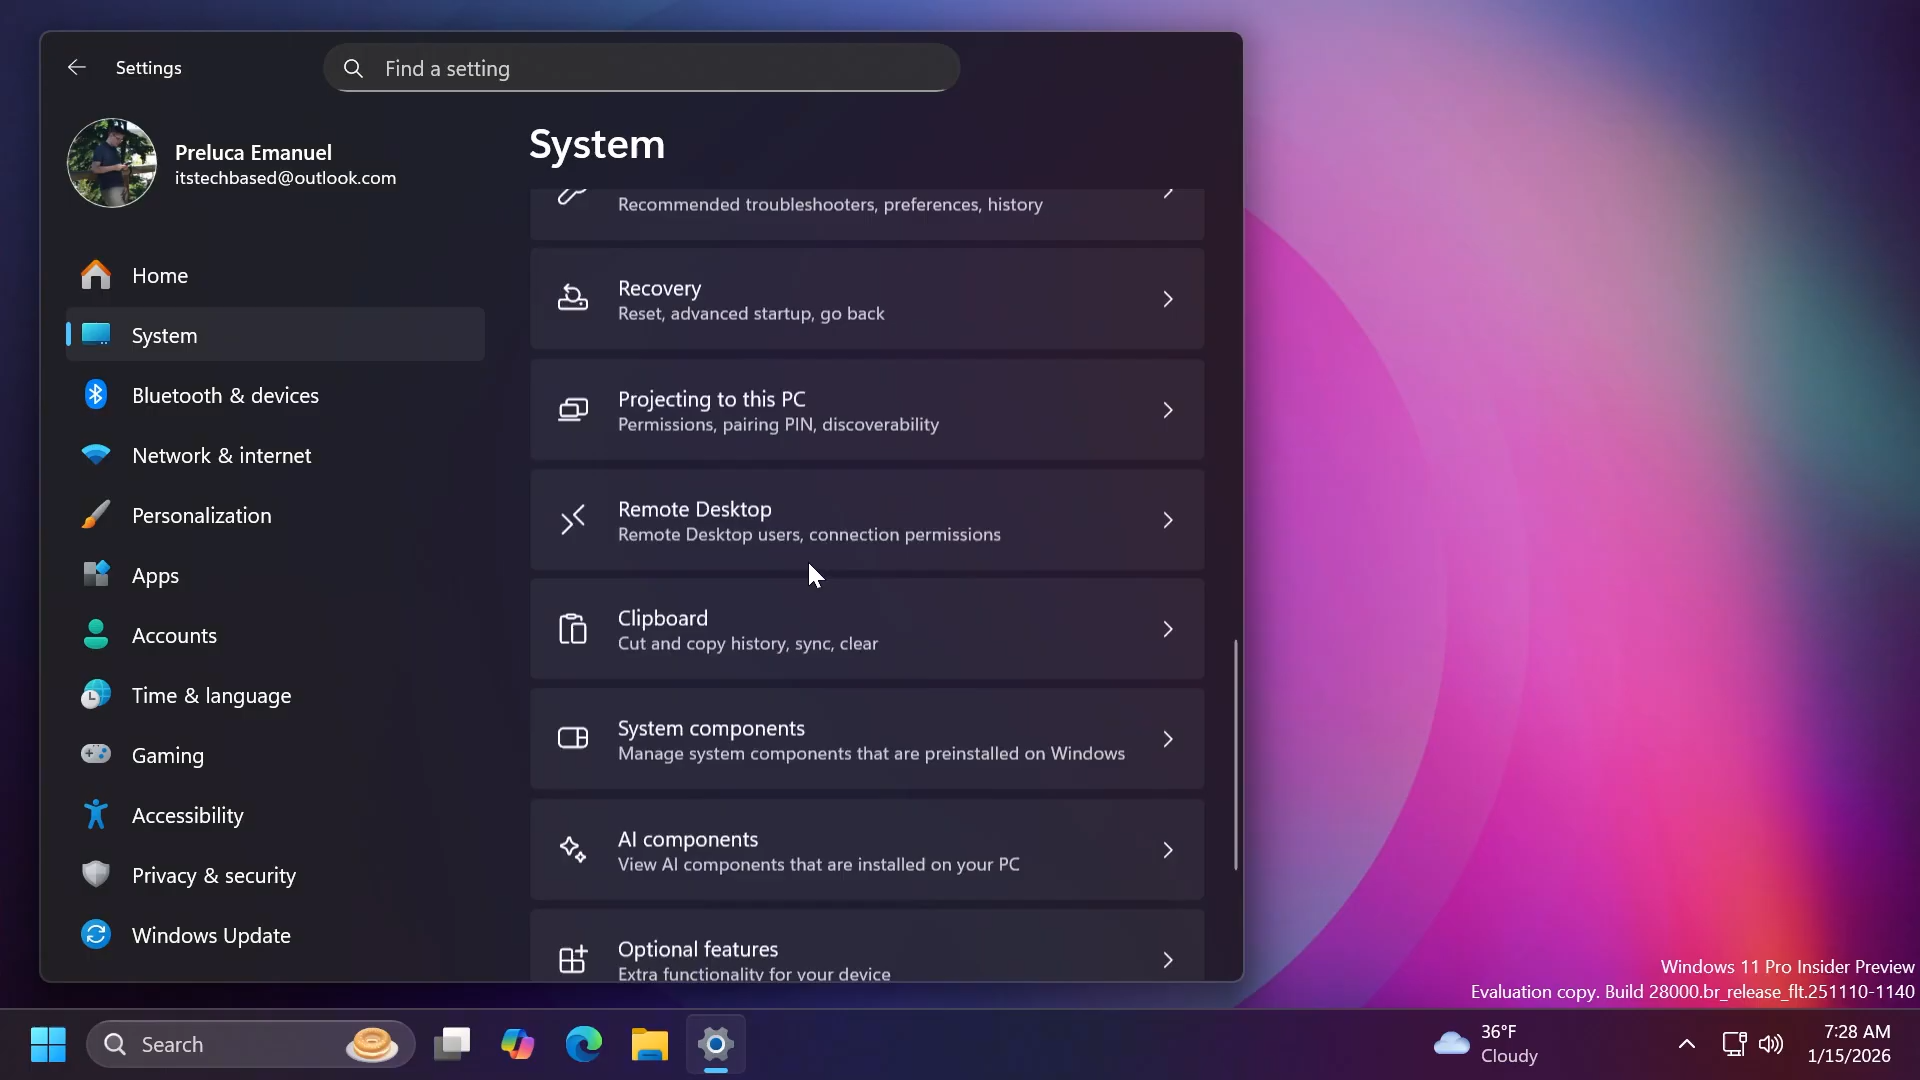 Settings
Find a setting
Preluca Emanuel
itstechbased@outlook.com
Home
System
Bluetooth & devices
Network & internet
Personalization
Apps
Accounts
Time & language
Gaming
Accessibility
Privacy & security
Windows Update
System
Recommended troubleshooters, preferences, history
Recovery
Reset, advanced startup, go back
Projecting to this PC
Permissions, pairing PIN, discoverability
Remote Desktop
Remote Desktop users, connection permissions
Clipboard
Cut and copy history, sync, clear
System components
Manage system components that are preinstalled on Windows
AI components
View AI components that are installed on your PC
Optional features
Extra functionality for your device
Windows 11 Pro Insider Preview
Evaluation copy. Build 28000.br_release_flt.251110-1140
Search
36°F
Cloudy
7:28 AM
1/15/2026